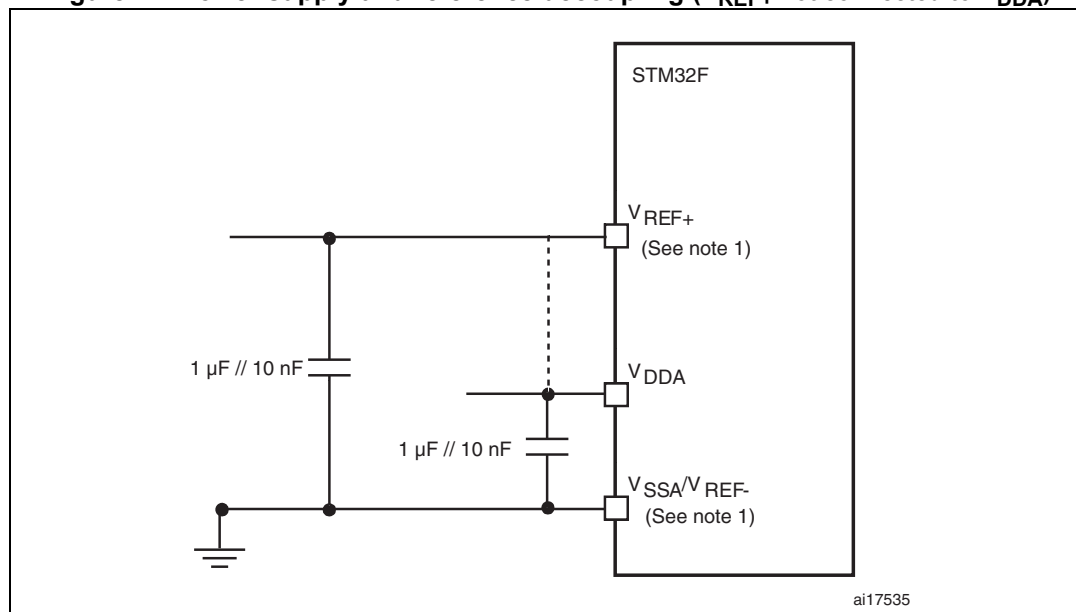 STM32F
VREF+
(See note 1)
1 µF // 10 nF
VDDA
1 µF // 10 nF
VSSA/VREF-
(See note 1)
ai17535